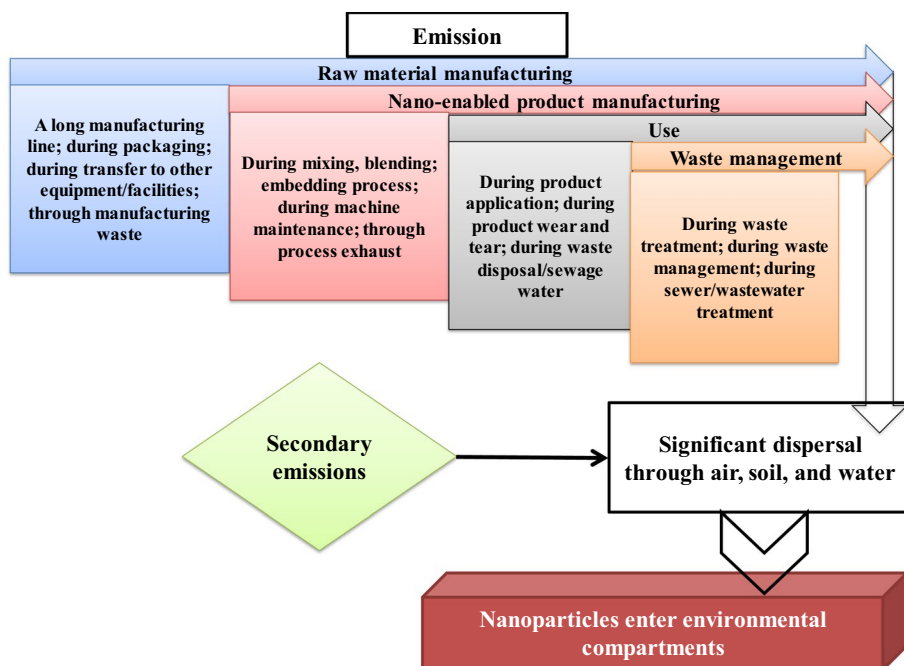 Emission
Raw material manufacturing
Nano-enabled product manufacturing
Use
Waste management
A long manufacturing
line; during packaging;
during transfer to other
equipment/facilities;
through manufacturing
waste
During mixing, blending;
embedding process;
during machine
maintenance; through
process exhaust
During product
application; during
product wear and
tear; during waste
disposal/sewage
water
During waste
treatment; during waste
management; during
sewer/wastewater
treatment
Secondary
emissions
Significant dispersal
through air, soil, and water
Nanoparticles enter environmental
compartments